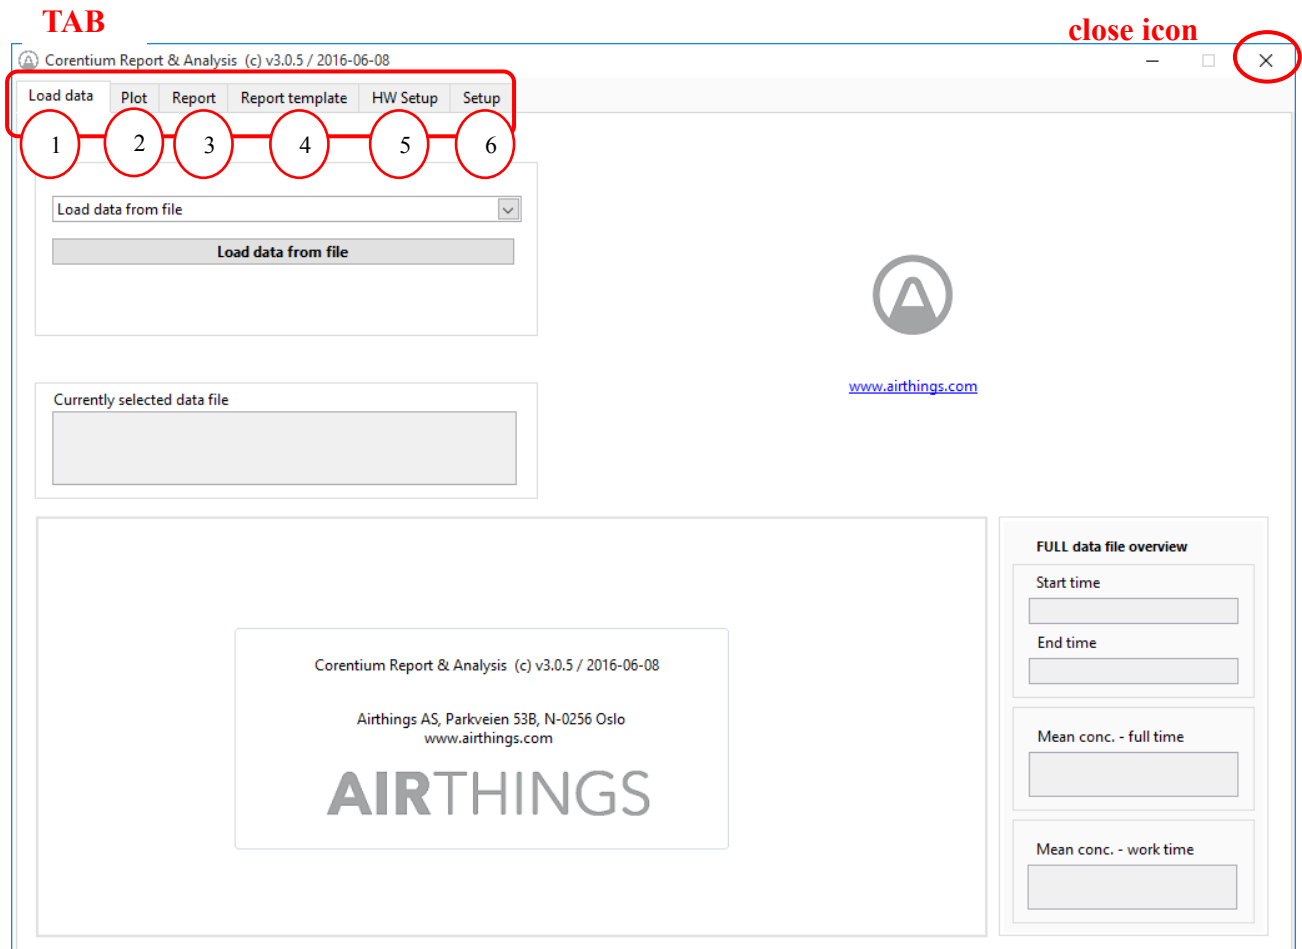 TAB
close icon
Corentium Report & Analysis (c) v3.0.5 / 2016-06-08
Load data Plot Report Report template HW Setup Setup
1 2 3 4 5 6
Load data from file
Load data from file
www.airthings.com
Currently selected data file
FULL data file overview
Start time
End time
Mean conc. - full time
Mean conc. - work time
Corentium Report & Analysis (c) v3.0.5 / 2016-06-08
Airthings AS, Parkveien 53B, N-0256 Oslo
www.airthings.com
AIRTHINGS